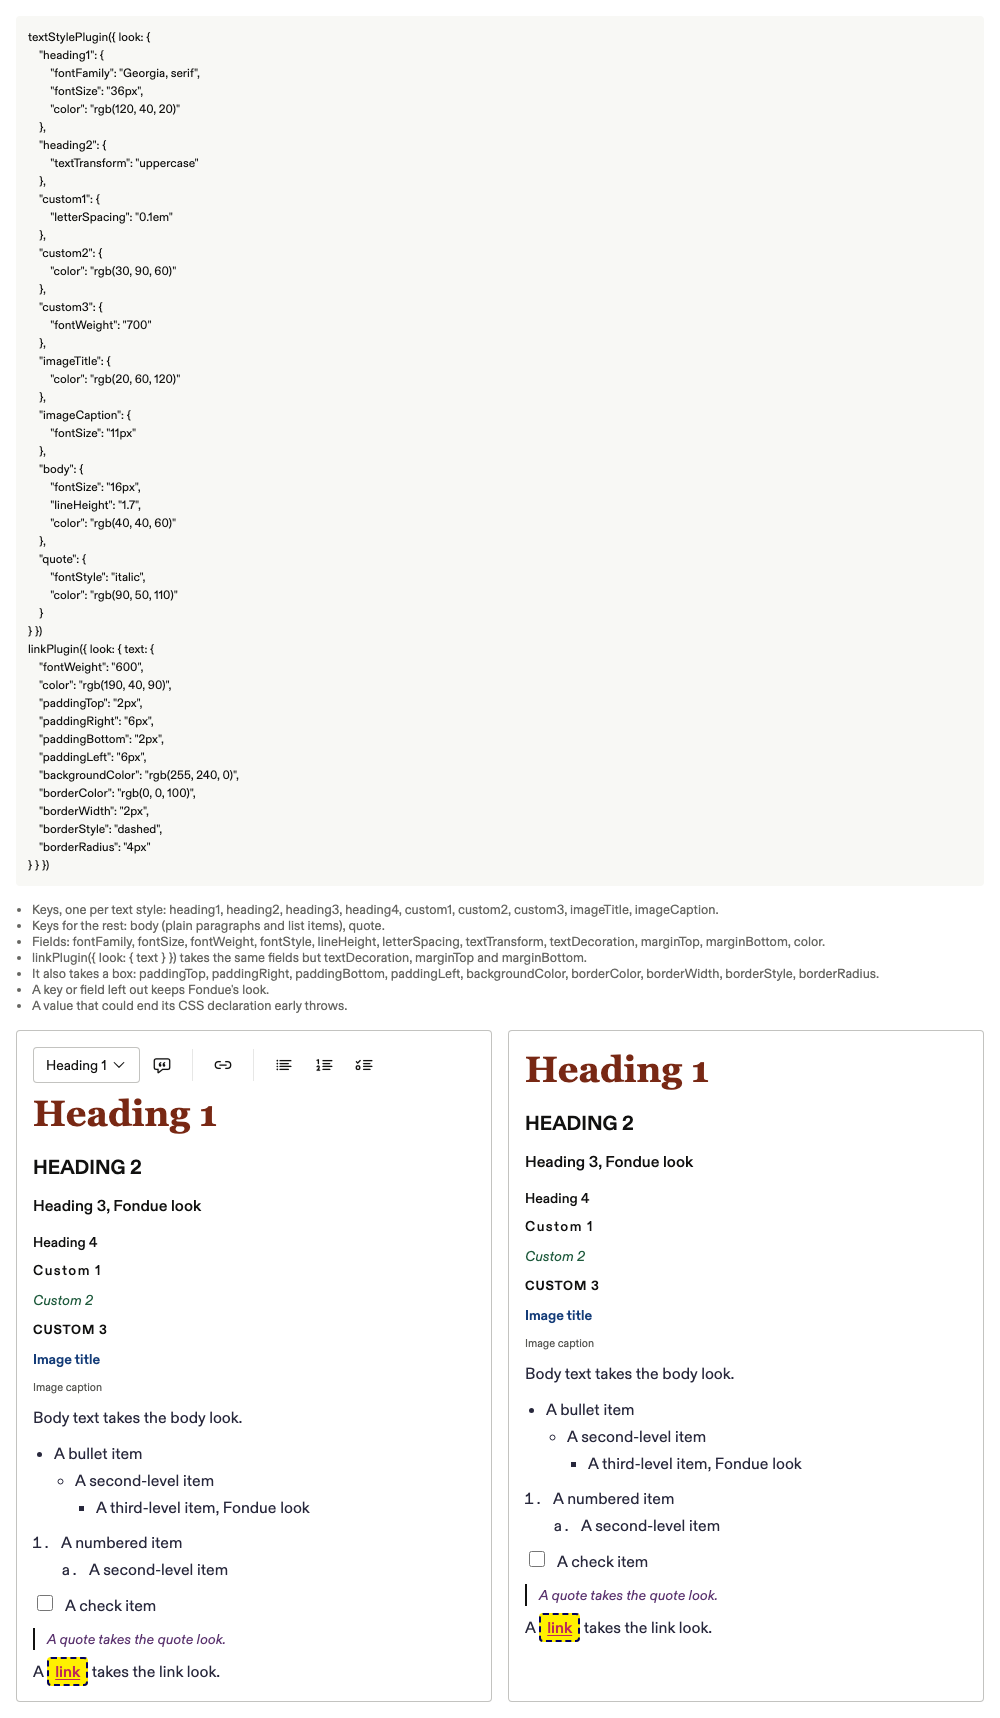 textStylePlugin({ look: {
"heading1": {
"fontFamily": "Georgia, serif",
"fontSize": "36px",
"color": "rgb(120, 40, 20)"
},
"heading2": {
"textTransform": "uppercase"
},
"custom1": {
"letterSpacing": "0.1em"
},
"custom2": {
"color": "rgb(30, 90, 60)"
},
"custom3": {
"fontWeight": "700"
},
"imageTitle": {
"color": "rgb(20, 60, 120)"
},
"imageCaption": {
"fontSize": "11px"
},
"body": {
"fontSize": "16px",
"lineHeight": "1.7",
"color": "rgb(40, 40, 60)"
},
"quote": {
"fontStyle": "italic",
"color": "rgb(90, 50, 110)"
}
} })
linkPlugin({ look: { text: {
"fontWeight": "600",
"color": "rgb(190, 40, 90)",
"paddingTop": "2px",
"paddingRight": "6px",
"paddingBottom": "2px",
"paddingLeft": "6px",
"backgroundColor": "rgb(255, 240, 0)",
"borderColor": "rgb(0, 0, 100)",
"borderWidth": "2px",
"borderStyle": "dashed",
"borderRadius": "4px"
} } })
• Keys, one per text style: heading1, heading2, heading3, heading4, custom1, custom2, custom3, imageTitle, imageCaption.
• Keys for the rest: body (plain paragraphs and list items), quote.
• Fields: fontFamily, fontSize, fontWeight, fontStyle, lineHeight, letterSpacing, textTransform, textDecoration, marginTop, marginBottom, color.
• linkPlugin({ look: { text } }) takes the same fields but textDecoration, marginTop and marginBottom.
• It also takes a box: paddingTop, paddingRight, paddingBottom, paddingLeft, backgroundColor, borderColor, borderWidth, borderStyle, borderRadius.
• A key or field left out keeps Fondue's look.
• A value that could end its CSS declaration early throws.
Heading 1
Heading 1
HEADING 2
Heading 3, Fondue look
Heading 4
Custom 1
Custom 2
CUSTOM 3
Image title
Image caption
Body text takes the body look.
• A bullet item
◦ A second-level item
▪ A third-level item, Fondue look
1. A numbered item
a. A second-level item
A check item
A quote takes the quote look.
A link takes the link look.
Heading 1
HEADING 2
Heading 3, Fondue look
Heading 4
Custom 1
Custom 2
CUSTOM 3
Image title
Image caption
Body text takes the body look.
• A bullet item
◦ A second-level item
▪ A third-level item, Fondue look
1. A numbered item
a. A second-level item
A check item
A quote takes the quote look.
A link takes the link look.